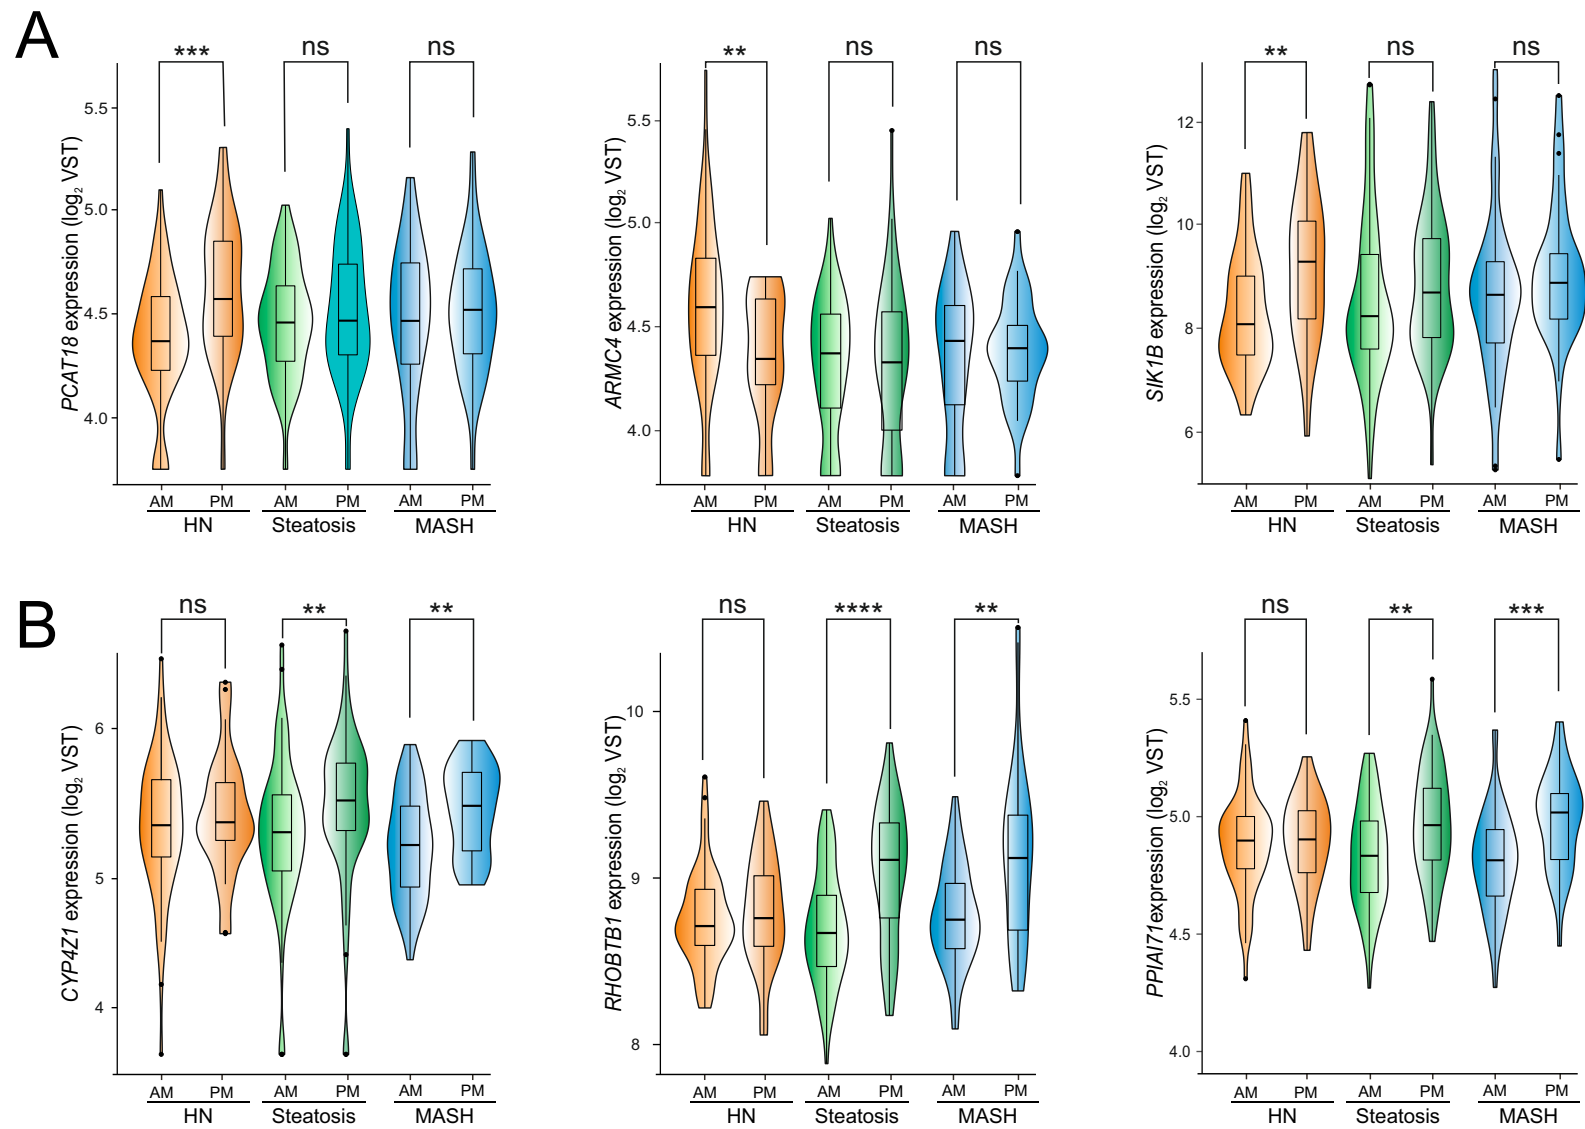 A
*** ns ns
PCAT18 expression (log₂ VST)
5.5
5.0
4.5
4.0
AM PM AM PM AM PM
HN Steatosis MASH
** ns ns
ARMC4 expression (log₂ VST)
5.5
5.0
4.5
4.0
AM PM AM PM AM PM
HN Steatosis MASH
** ns ns
SIK1B expression (log₂ VST)
12
10
8
6
AM PM AM PM AM PM
HN Steatosis MASH
B
ns ** **
CYP4Z1 expression (log₂ VST)
6
5
4
AM PM AM PM AM PM
HN Steatosis MASH
ns **** **
RHOBTB1 expression (log₂ VST)
10
9
8
AM PM AM PM AM PM
HN Steatosis MASH
ns ** ***
PPIAI71expression (log₂ VST)
5.5
5.0
4.5
4.0
AM PM AM PM AM PM
HN Steatosis MASH